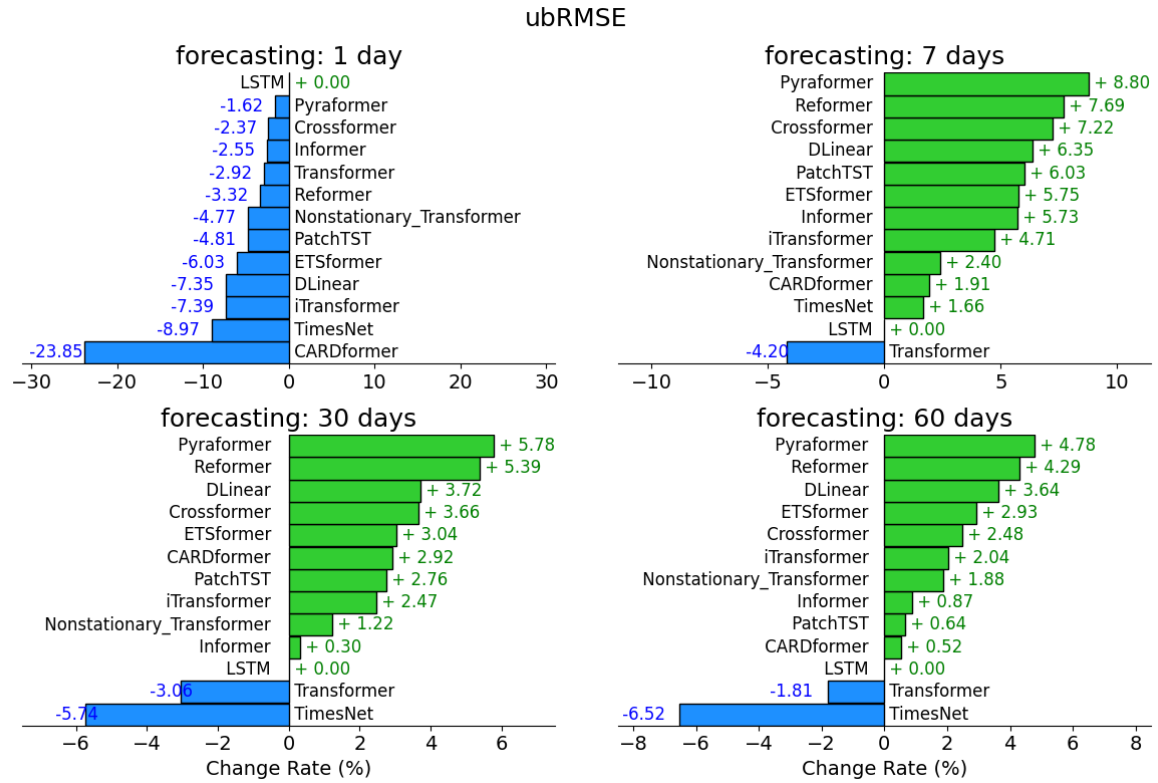 ubRMSE
forecasting: 1 day
LSTM + 0.00
-1.62 Pyraformer
-2.37 Crossformer
-2.55 Informer
-2.92 Transformer
-3.32 Reformer
-4.77 Nonstationary_Transformer
-4.81 PatchTST
-6.03 ETSformer
-7.35 DLinear
-7.39 iTransformer
-8.97 TimesNet
-23.85 CARDformer
−30 −20 −10 0 10 20 30
forecasting: 7 days
Pyraformer + 8.80
Reformer + 7.69
Crossformer + 7.22
DLinear + 6.35
PatchTST + 6.03
ETSformer + 5.75
Informer + 5.73
iTransformer + 4.71
Nonstationary_Transformer + 2.40
CARDformer + 1.91
TimesNet + 1.66
LSTM + 0.00
-4.20 Transformer
−10 −5 0 5 10
forecasting: 30 days
Pyraformer + 5.78
Reformer + 5.39
DLinear + 3.72
Crossformer + 3.66
ETSformer + 3.04
CARDformer + 2.92
PatchTST + 2.76
iTransformer + 2.47
Nonstationary_Transformer + 1.22
Informer + 0.30
LSTM + 0.00
-3.06 Transformer
-5.74 TimesNet
−6 −4 −2 0 2 4 6
Change Rate (%)
forecasting: 60 days
Pyraformer + 4.78
Reformer + 4.29
DLinear + 3.64
ETSformer + 2.93
Crossformer + 2.48
iTransformer + 2.04
Nonstationary_Transformer + 1.88
Informer + 0.87
PatchTST + 0.64
CARDformer + 0.52
LSTM + 0.00
-1.81 Transformer
-6.52 TimesNet
−8 −6 −4 −2 0 2 4 6 8
Change Rate (%)